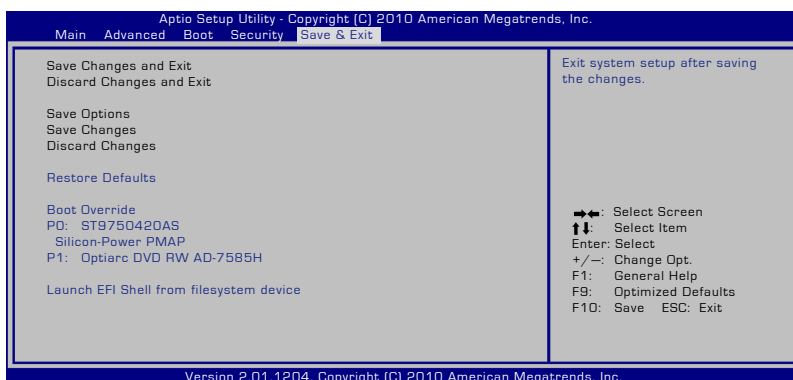 Aptio Setup Utility - Copyright (C) 2010 American Megatrends, Inc.
Main Advanced Boot Security Save & Exit
Save Changes and Exit
Discard Changes and Exit
Save Options
Save Changes
Discard Changes
Restore Defaults
Boot Override
P0: ST9750420AS
Silicon-Power PMAP
P1: Optiarc DVD RW AD-7585H
Launch EFI Shell from filesystem device
Exit system setup after saving
the changes.
→←: Select Screen
↑↓: Select Item
Enter: Select
+/—: Change Opt.
F1: General Help
F9: Optimized Defaults
F10: Save ESC: Exit
Version 2.01.1204. Copyright (C) 2010 American Megatrends, Inc.